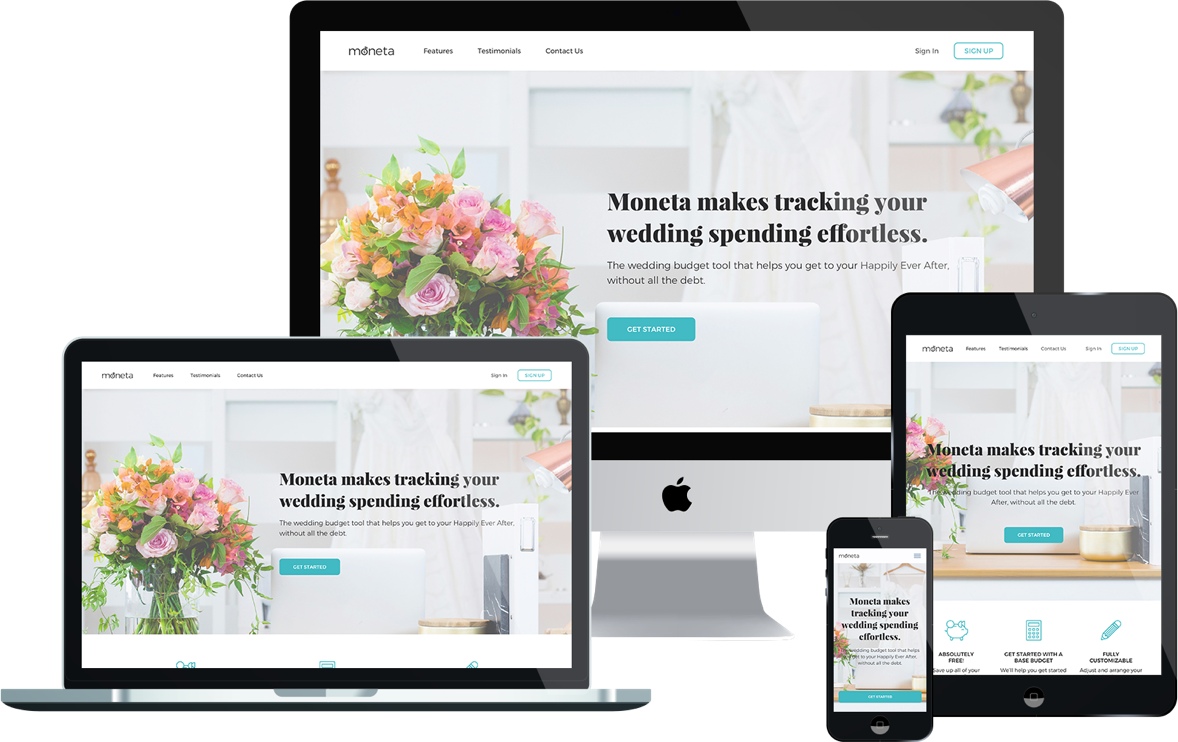 moneta Features Testimonials Contact Us Sign In SIGN UP
Moneta makes tracking your
wedding spending effortless.
The wedding budget tool that helps you get to your Happily Ever After,
without all the debt.
GET STARTED
moneta Features Testimonials Contact Us Sign In SIGN UP
Moneta makes tracking your
wedding spending effortless.
The wedding budget tool that helps you get to your Happily Ever After,
without all the debt.
GET STARTED
moneta Features Testimonials Contact Us Sign In SIGN UP
Moneta makes tracking your
wedding spending effortless.
The wedding budget tool that helps you get to your Happily Ever
After, without all the debt.
GET STARTED
ABSOLUTELY
FREE!
Save up all of your
GET STARTED WITH A
BASE BUDGET
We'll help you get started
FULLY
CUSTOMIZABLE
Adjust and arrange your
moneta
Moneta makes
tracking your
wedding spending
effortless.
The wedding budget tool that helps
you get to your Happily Ever After,
without all the debt.
GET STARTED